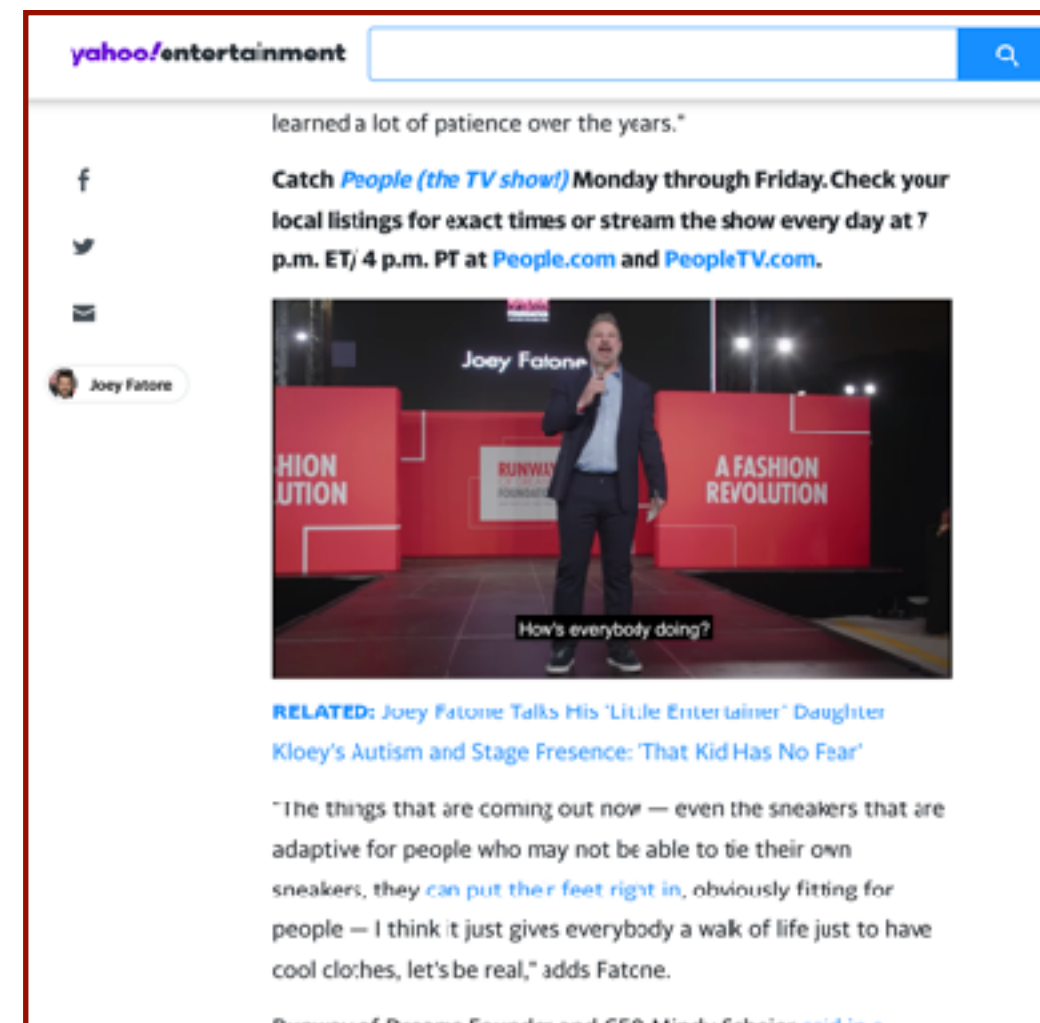 yahoo!entertainment
learned a lot of patience over the years."
Catch People (the TV show!) Monday through Friday. Check your
local listings for exact times or stream the show every day at 7
p.m. ET/ 4 p.m. PT at People.com and PeopleTV.com.
Joey Fatone
Joey Fatone
HION
UTION
RUNWAY
FOUNDATION
A FASHION
REVOLUTION
How's everybody doing?
RELATED: Joey Fatone Talks His 'Little Entertainer' Daughter
Kloey's Autism and Stage Presence: 'That Kid Has No Fear'
"The things that are coming out now — even the sneakers that are
adaptive for people who may not be able to tie their own
sneakers, they can put their feet right in, obviously fitting for
people — I think it just gives everybody a walk of life just to have
cool clothes, let's be real," adds Fatone.